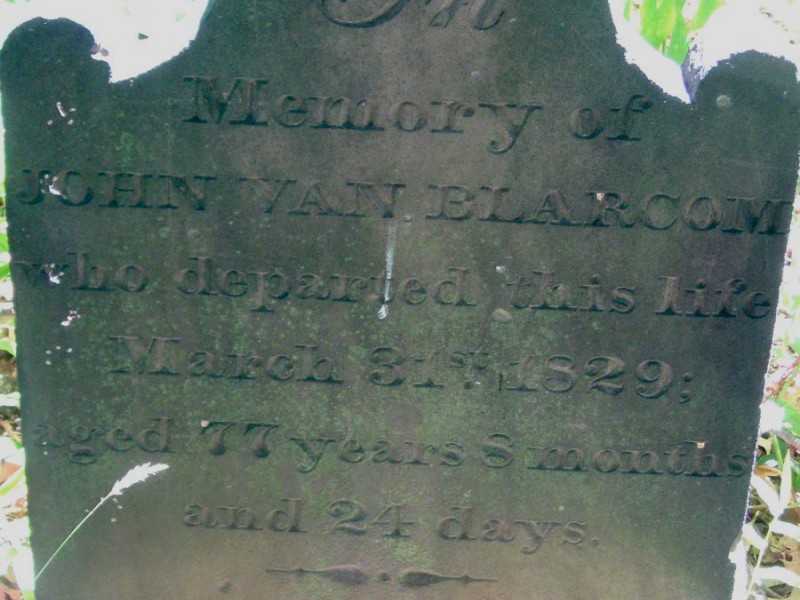 In
Memory of
JOHN VAN BLARCOM
who departed this life
March 31st, 1829;
aged 77 years 8 months
and 24 days.